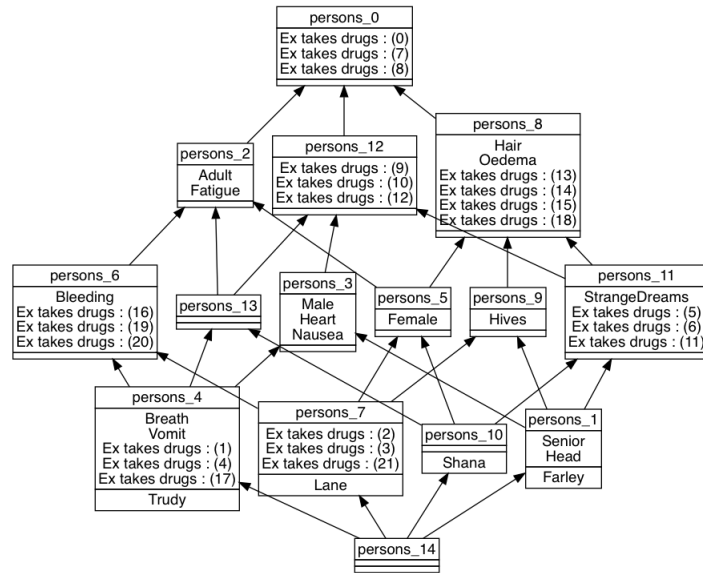 persons_0
Ex takes drugs : (0)
Ex takes drugs : (7)
Ex takes drugs : (8)
persons_2
Adult
Fatigue
persons_12
Ex takes drugs : (9)
Ex takes drugs : (10)
Ex takes drugs : (12)
persons_8
Hair
Oedema
Ex takes drugs : (13)
Ex takes drugs : (14)
Ex takes drugs : (15)
Ex takes drugs : (18)
persons_6
Bleeding
Ex takes drugs : (16)
Ex takes drugs : (19)
Ex takes drugs : (20)
persons_13
persons_3
Male
Heart
Nausea
persons_5
Female
persons_9
Hives
persons_11
StrangeDreams
Ex takes drugs : (5)
Ex takes drugs : (6)
Ex takes drugs : (11)
persons_4
Breath
Vomit
Ex takes drugs : (1)
Ex takes drugs : (4)
Ex takes drugs : (17)
Trudy
persons_7
Ex takes drugs : (2)
Ex takes drugs : (3)
Ex takes drugs : (21)
Lane
persons_10
Shana
persons_1
Senior
Head
Farley
persons_14